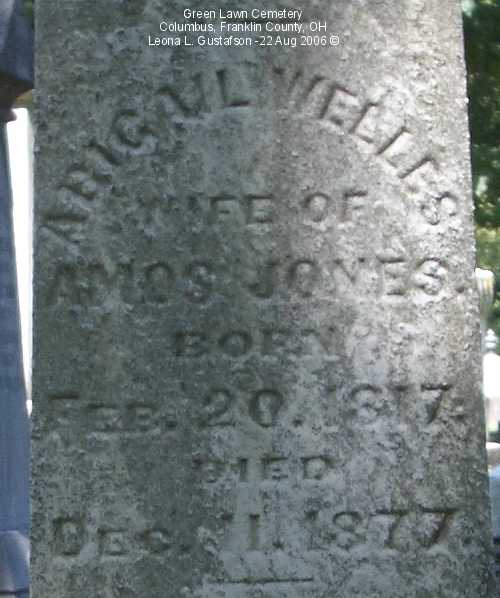 Green Lawn Cemetery
Columbus, Franklin County, OH
Leona L. Gustafson - 22 Aug 2006 ©
ABIGAIL WELLES
WIFE OF
AMOS JONES.
BORN
FEB. 20. 1817.
DIED
DEC. 11. 1877.